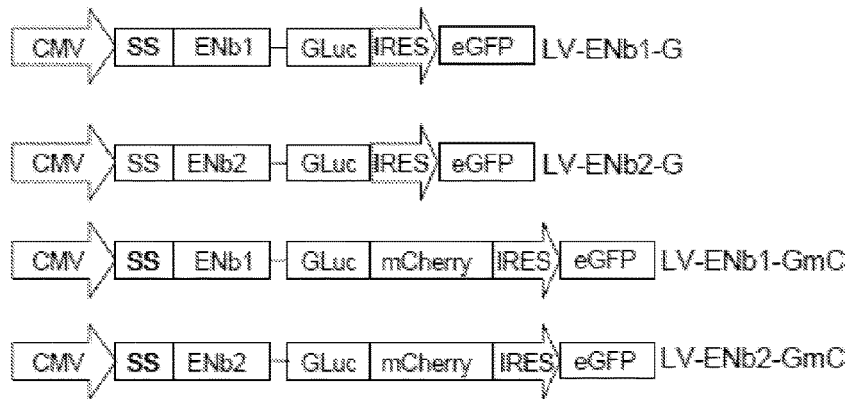 CMV SS ENb1 GLuc IRES eGFP LV-ENb1-G
CMV SS ENb2 GLuc IRES eGFP LV-ENb2-G
CMV SS ENb1 GLuc mCherry IRES eGFP LV-ENb1-GmC
CMV SS ENb2 GLuc mCherry IRES eGFP LV-ENb2-GmC